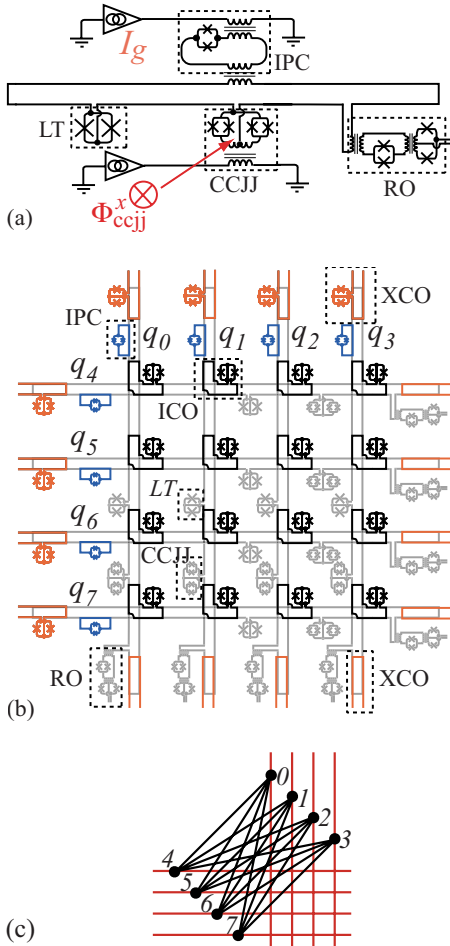 I_g
IPC
LT
CCJJ
RO
Φ^x_ccjj
(a)
XCO
IPC
q_0 q_1 q_2 q_3
q_4
ICO
q_5
LT
q_6
CCJJ
q_7
RO
XCO
(b)
0
1
2
3
4
5
6
7
(c)